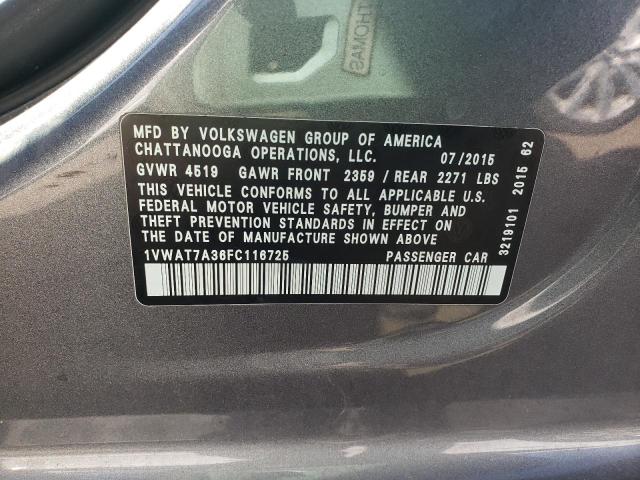 MFD BY VOLKSWAGEN GROUP OF AMERICA
CHATTANOOGA OPERATIONS, LLC. 07/2015
GVWR 4519 GAWR FRONT 2359 / REAR 2271 LBS
THIS VEHICLE CONFORMS TO ALL APPLICABLE U.S.
FEDERAL MOTOR VEHICLE SAFETY, BUMPER AND
THEFT PREVENTION STANDARDS IN EFFECT ON
THE DATE OF MANUFACTURE SHOWN ABOVE
1VWAT7A36FC116725 PASSENGER CAR
3219101 2015 62
THOMAS